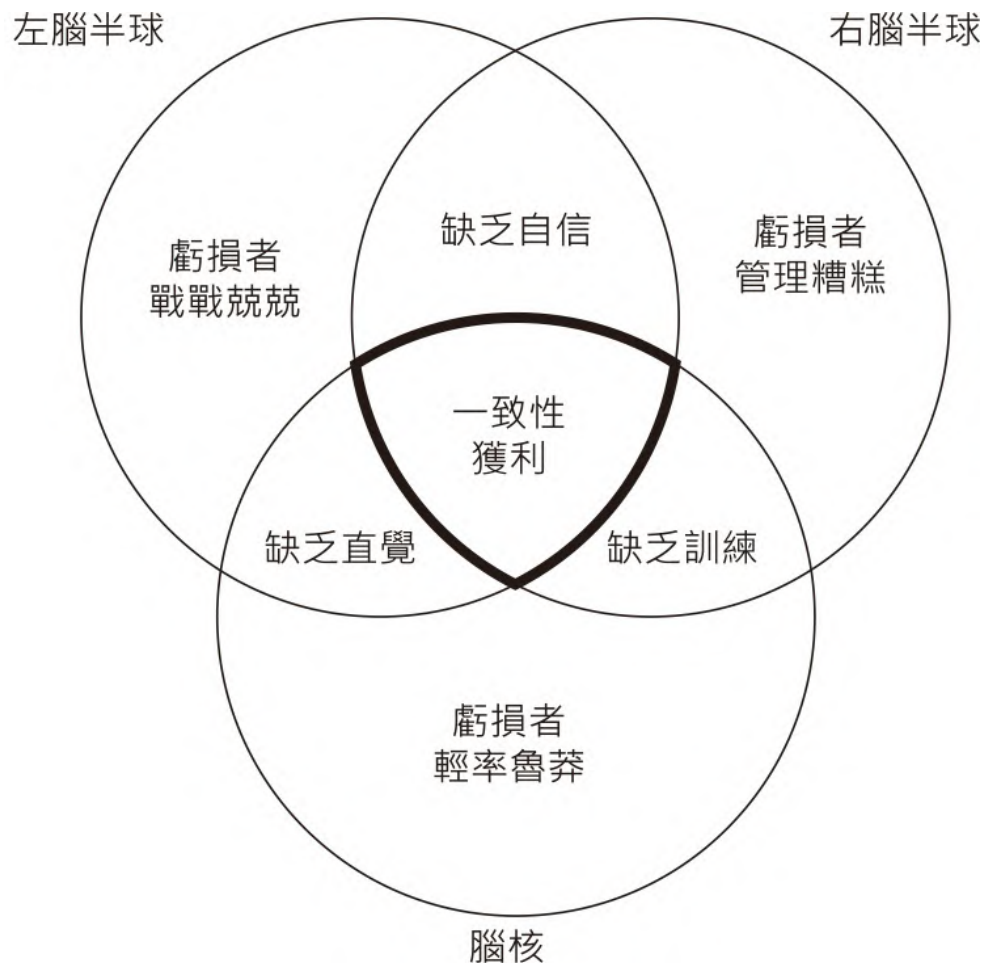 左腦半球
右腦半球
缺乏自信
虧損者
戰戰兢兢
虧損者
管理糟糕
一致性
獲利
缺乏直覺
缺乏訓練
虧損者
輕率魯莽
腦核